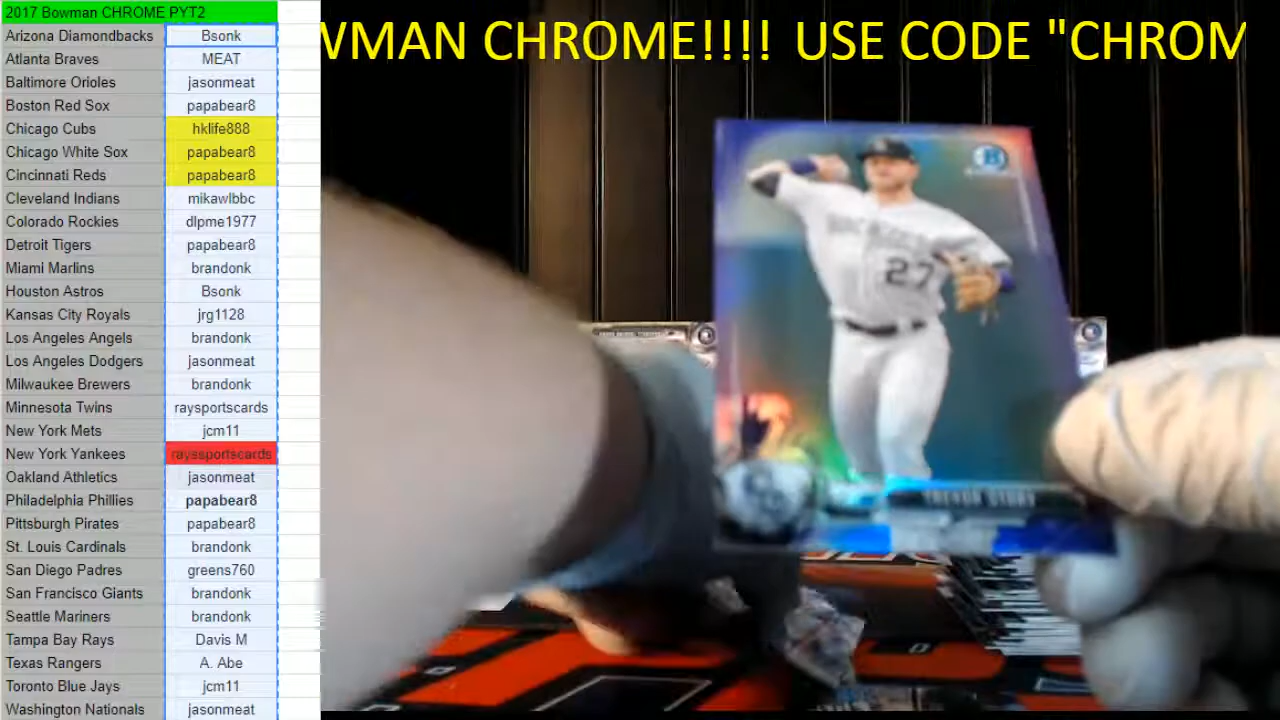 2017 Bowman CHROME PYT2
Arizona Diamondbacks Bsonk
Atlanta Braves MEAT
Baltimore Orioles jasonmeat
Boston Red Sox papabear8
Chicago Cubs hklife888
Chicago White Sox papabear8
Cincinnati Reds papabear8
Cleveland Indians mikawlbbc
Colorado Rockies dlpme1977
Detroit Tigers papabear8
Miami Marlins brandonk
Houston Astros Bsonk
Kansas City Royals jrg1128
Los Angeles Angels brandonk
Los Angeles Dodgers jasonmeat
Milwaukee Brewers brandonk
Minnesota Twins raysportscards
New York Mets jcm11
New York Yankees rayssportscards
Oakland Athletics jasonmeat
Philadelphia Phillies papabear8
Pittsburgh Pirates papabear8
St. Louis Cardinals brandonk
San Diego Padres greens760
San Francisco Giants brandonk
Seattle Mariners brandonk
Tampa Bay Rays Davis M
Texas Rangers A. Abe
Toronto Blue Jays jcm11
Washington Nationals jasonmeat
WMAN CHROME!!!! USE CODE "CHROM
27
TREVOR STORY